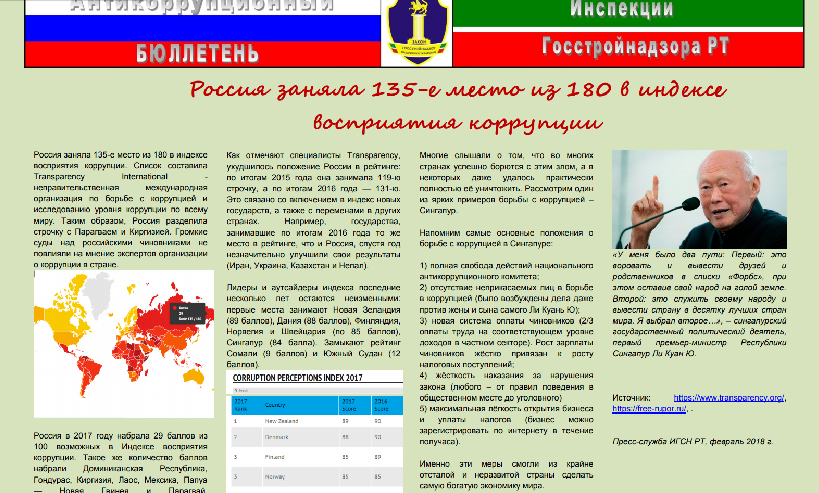 Антикоррупционный
БЮЛЛЕТЕНЬ
ЗАКОН
Инспекции
Госстройнадзора РТ
Россия заняла 135-е место из 180 в индексе
восприятия коррупции
Россия заняла 135-е место из 180 в индексе
восприятия коррупции. Список составила
Transparency International -
неправительственная международная
организация по борьбе с коррупцией и
исследованию уровня коррупции по всему
миру. Таким образом, Россия разделила
строчку с Парагваем и Киргизией. Громкие
суды над российскими чиновниками не
повлияли на мнение экспертов организации
о коррупции в стране.
Россия в 2017 году набрала 29 баллов из
100 возможных в Индексе восприятия
коррупции. Такое же количество баллов
набрали Доминиканская Республика,
Гондурас, Киргизия, Лаос, Мексика, Папуа
— Новая Гвинея и Парагвай.
Как отмечают специалисты Transparency,
ухудшилось положение России в рейтинге:
по итогам 2015 года она занимала 119-ю
строчку, а по итогам 2016 года — 131-ю.
Это связано со включением в индекс новых
государств, а также с переменами в других
странах. Например, государства,
занимавшие по итогам 2016 года то же
место в рейтинге, что и Россия, спустя год
незначительно улучшили свои результаты
(Иран, Украина, Казахстан и Непал).
Лидеры и аутсайдеры индекса последние
несколько лет остаются неизменными:
первые места занимают Новая Зеландия
(89 баллов), Дания (88 баллов), Финляндия,
Норвегия и Швейцария (по 85 баллов),
Сингапур (84 балла). Замыкают рейтинг
Сомали (9 баллов) и Южный Судан (12
баллов).
CORRUPTION PERCEPTIONS INDEX 2017
2017 Rank Country 2017 Score 2016 Score
1 New Zealand 89 90
2 Denmark 88 90
3 Finland 85 89
3 Norway 85 85
Многие слышали о том, что во многих
странах успешно борются с этим злом, а в
некоторых даже удалось практически
полностью её уничтожить. Рассмотрим один
из ярких примеров борьбы с коррупцией –
Сингапур.
Напомним самые основные положения о
борьбе с коррупцией в Сингапуре:
1) полная свобода действий национального
антикоррупционного комитета;
2) отсутствие неприкасаемых лиц в борьбе
в коррупцией (было возбуждены дела даже
против жены и сына самого Ли Куань Ю);
3) новая система оплаты чиновников (2/3
оплаты труда на соответствующем уровне
доходов в частном секторе). Рост зарплаты
чиновников жёстко привязан к росту
налоговых поступлений;
4) жёсткость наказания за нарушения
закона (любого – от правил поведения в
общественном месте до уголовного)
5) максимальная лёгкость открытия бизнеса
и уплаты налогов (бизнес можно
зарегистрировать по интернету в течение
получаса).
Именно эти меры смогли из крайне
отсталой и неразвитой страны сделать
самую богатую экономику мира.
«У меня было два пути: Первый: это
воровать и вывести друзей и
родственников в списки «Форбс», при
этом оставив свой народ на голой земле.
Второй: это служить своему народу и
вывести страну в десятку лучших стран
мира. Я выбрал второе…», – сингапурский
государственный политический деятель,
первый премьер-министр Республики
Сингапур Ли Куан Ю.
Источник: https://www.transparency.org/,
https://free-rupor.ru/, .
Пресс-служба ИГСН РТ, февраль 2018 г.